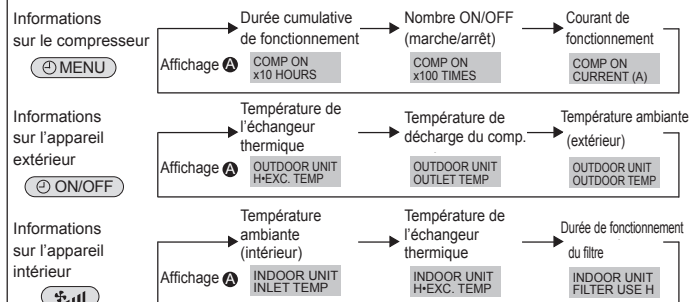 Informations
sur le compresseur
MENU
Durée cumulative
de fonctionnement
Nombre ON/OFF
(marche/arrêt)
Courant de
fonctionnement
Affichage A
COMP ON
x10 HOURS
COMP ON
x100 TIMES
COMP ON
CURRENT (A)
Informations
sur l'appareil
extérieur
ON/OFF
Température de
l'échangeur
thermique
Température de
décharge du comp.
Température ambiante
(extérieur)
Affichage A
OUTDOOR UNIT
H•EXC. TEMP
OUTDOOR UNIT
OUTLET TEMP
OUTDOOR UNIT
OUTDOOR TEMP
Informations
sur l'appareil
intérieur
Température
ambiante
(intérieur)
Température de
l'échangeur
thermique
Durée de fonctionnement
du filtre
Affichage A
INDOOR UNIT
INLET TEMP
INDOOR UNIT
H•EXC. TEMP
INDOOR UNIT
FILTER USE H